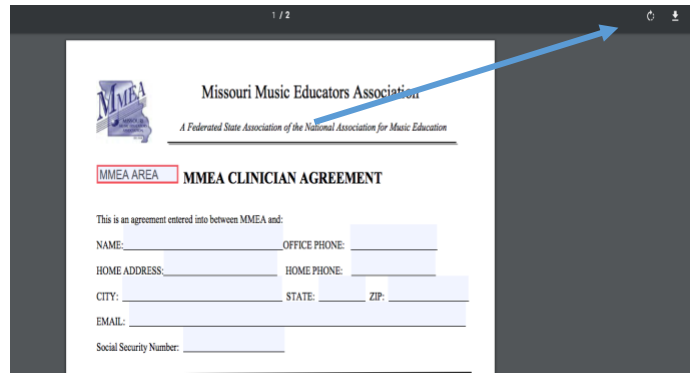 1 / 2
MMEA
Missouri Music Educators Association
A Federated State Association of the National Association for Music Education
MMEA AREA
MMEA CLINICIAN AGREEMENT
This is an agreement entered into between MMEA and:
NAME: OFFICE PHONE:
HOME ADDRESS: HOME PHONE:
CITY: STATE: ZIP:
EMAIL:
Social Security Number: